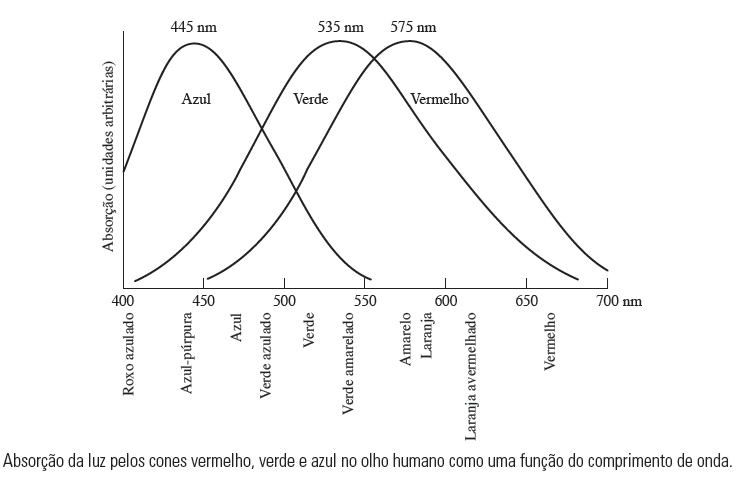 445 nm 535 nm 575 nm
Azul Verde Vermelho
Absorção (unidades arbitrárias)
400 450 500 550 600 650 700 nm
Roxo azulado
Azul-púrpura
Azul
Verde azulado
Verde
Verde amarelado
Amarelo
Laranja
Laranja avermelhado
Vermelho
Absorção da luz pelos cones vermelho, verde e azul no olho humano como uma função do comprimento de onda.